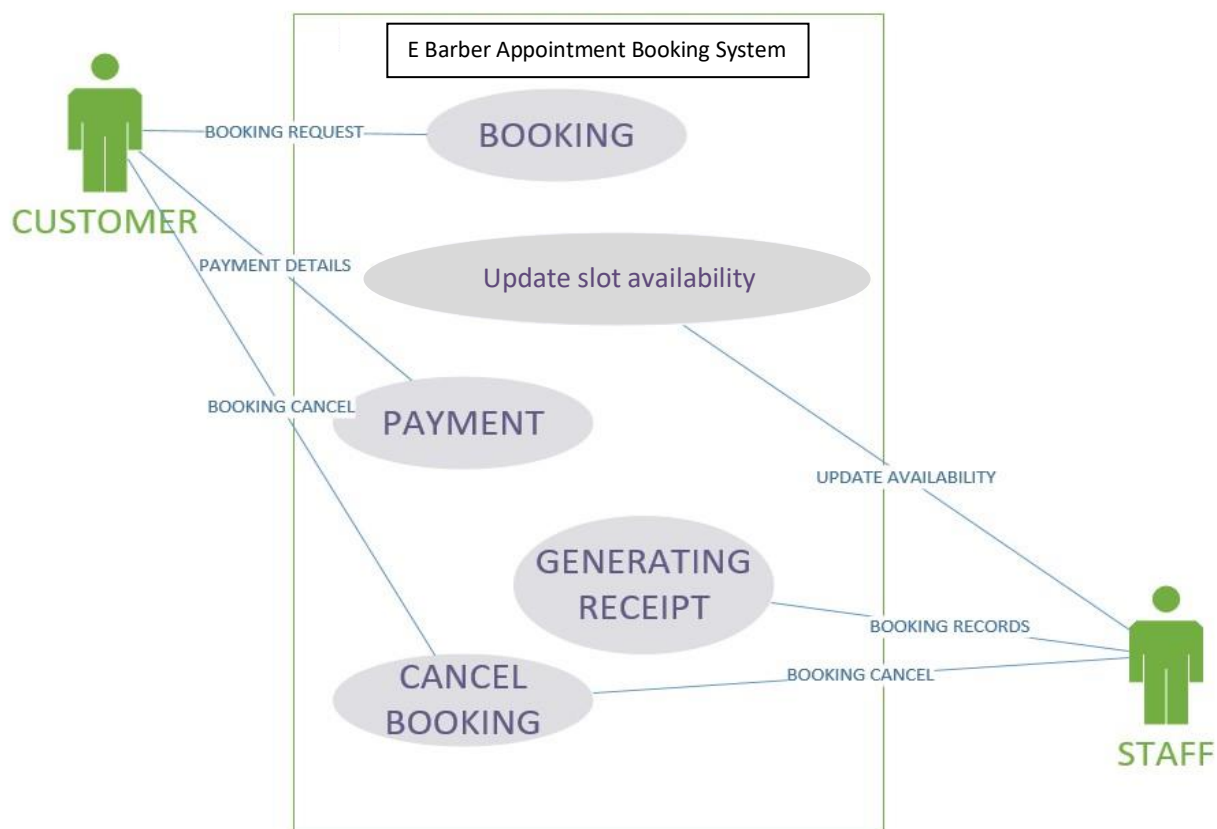 E Barber Appointment Booking System
BOOKING REQUEST
BOOKING
CUSTOMER
PAYMENT DETAILS
Update slot availability
BOOKING CANCEL
PAYMENT
UPDATE AVAILABILITY
GENERATING
RECEIPT
BOOKING RECORDS
CANCEL
BOOKING
BOOKING CANCEL
STAFF